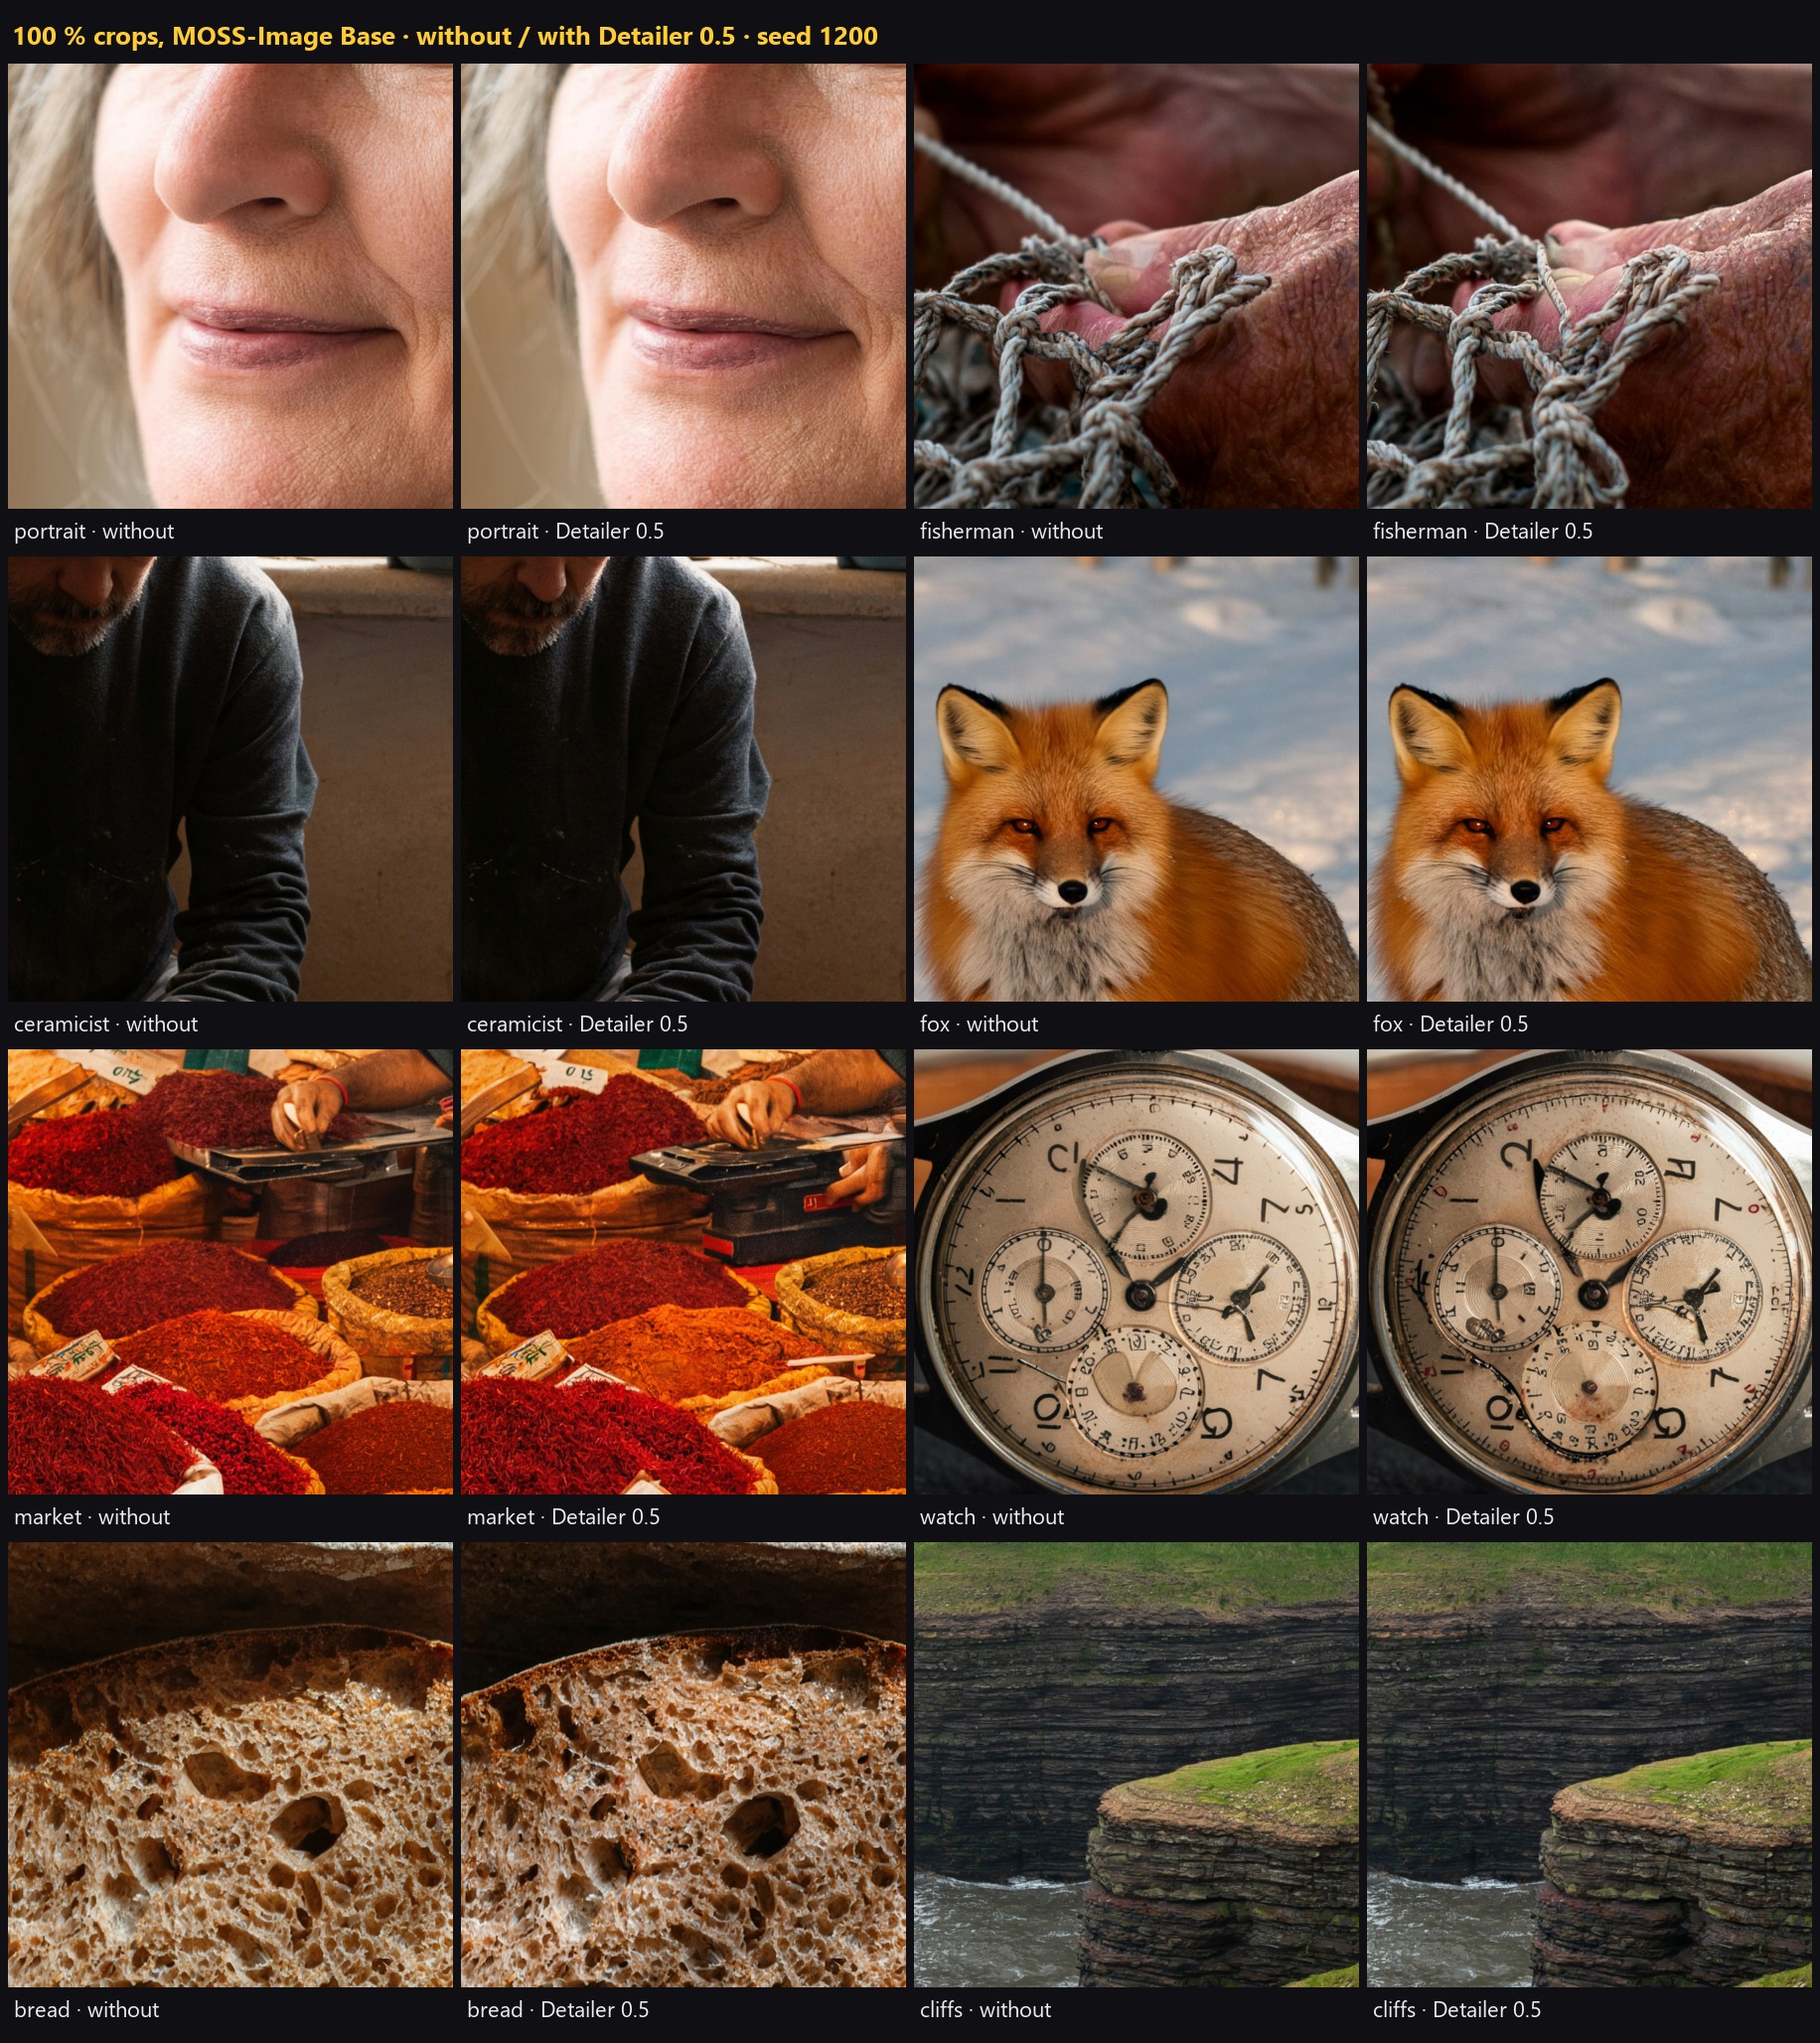 100 % crops, MOSS-Image Base · without / with Detailer 0.5 · seed 1200
portrait · without
portrait · Detailer 0.5
fisherman · without
fisherman · Detailer 0.5
ceramicist · without
ceramicist · Detailer 0.5
fox · without
fox · Detailer 0.5
market · without
market · Detailer 0.5
watch · without
watch · Detailer 0.5
bread · without
bread · Detailer 0.5
cliffs · without
cliffs · Detailer 0.5